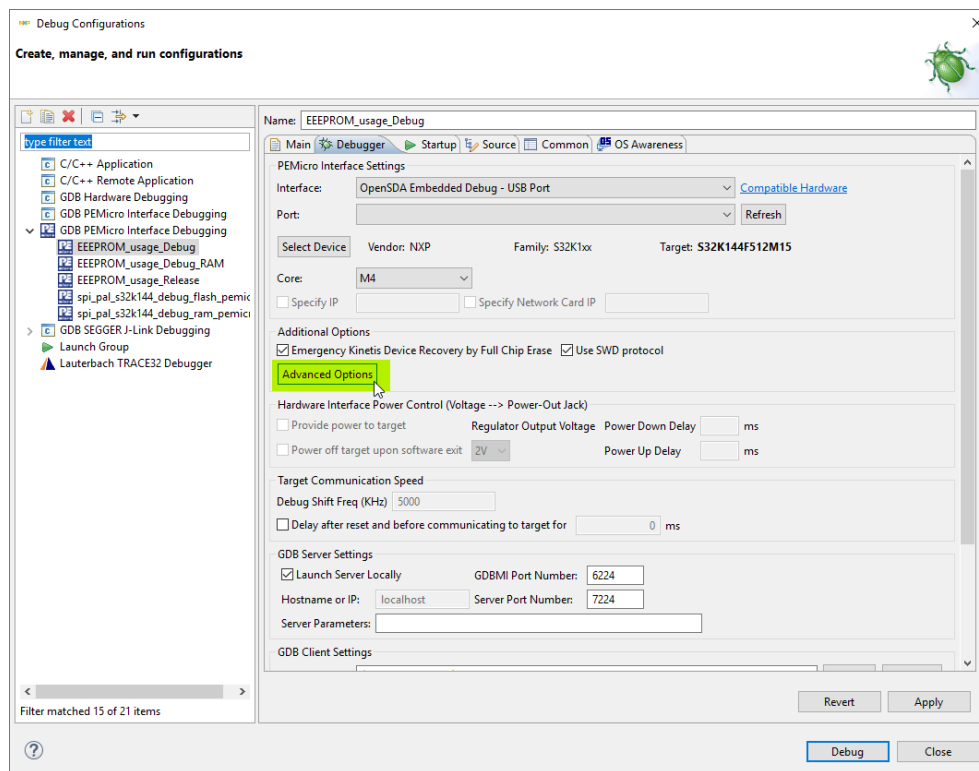 NXP Debug Configurations
Create, manage, and run configurations
type filter text
C/C++ Application
C/C++ Remote Application
GDB Hardware Debugging
GDB PEMicro Interface Debugging
GDB PEMicro Interface Debugging
EEEPROM_usage_Debug
EEEPROM_usage_Debug_RAM
EEEPROM_usage_Release
spi_pal_s32k144_debug_flash_pemic
spi_pal_s32k144_debug_ram_pemicr
GDB SEGGER J-Link Debugging
Launch Group
Lauterbach TRACE32 Debugger
Filter matched 15 of 21 items
Name: EEEPROM_usage_Debug
Main Debugger Startup Source Common OS Awareness
PEMicro Interface Settings
Interface: OpenSDA Embedded Debug - USB Port Compatible Hardware
Port: Refresh
Select Device Vendor: NXP Family: S32K1xx Target: S32K144F512M15
Core: M4
Specify IP Specify Network Card IP
Additional Options
Emergency Kinetis Device Recovery by Full Chip Erase Use SWD protocol
Advanced Options
Hardware Interface Power Control (Voltage --> Power-Out Jack)
Provide power to target Regulator Output Voltage Power Down Delay ms
Power off target upon software exit 2V Power Up Delay ms
Target Communication Speed
Debug Shift Freq (KHz) 5000
Delay after reset and before communicating to target for 0 ms
GDB Server Settings
Launch Server Locally GDBMI Port Number: 6224
Hostname or IP: localhost Server Port Number: 7224
Server Parameters:
GDB Client Settings
Revert Apply
Debug Close